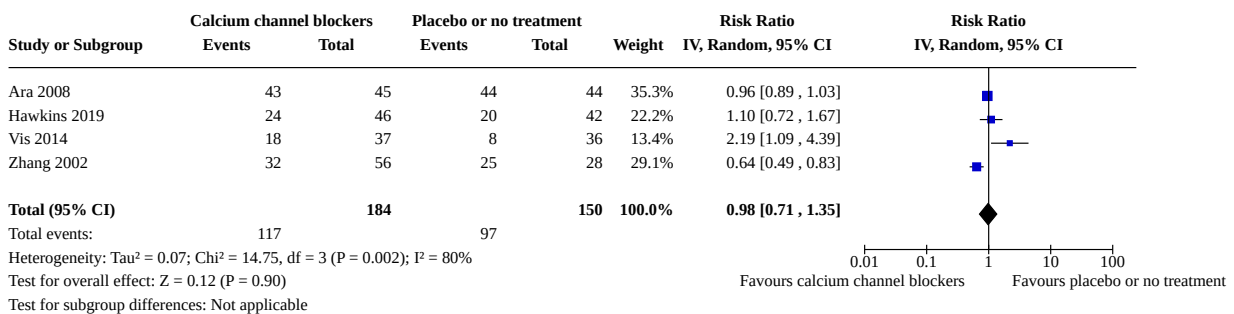 Calcium channel blockers Placebo or no treatment Risk Ratio Risk Ratio
Study or Subgroup Events Total Events Total Weight IV, Random, 95% CI IV, Random, 95% CI
Ara 2008 43 45 44 44 35.3% 0.96 [0.89 , 1.03]
Hawkins 2019 24 46 20 42 22.2% 1.10 [0.72 , 1.67]
Vis 2014 18 37 8 36 13.4% 2.19 [1.09 , 4.39]
Zhang 2002 32 56 25 28 29.1% 0.64 [0.49 , 0.83]
Total (95% CI) 184 150 100.0% 0.98 [0.71 , 1.35]
Total events: 117 97
Heterogeneity: Tau² = 0.07; Chi² = 14.75, df = 3 (P = 0.002); I² = 80%
0.01 0.1 1 10 100
Test for overall effect: Z = 0.12 (P = 0.90) Favours calcium channel blockers Favours placebo or no treatment
Test for subgroup differences: Not applicable